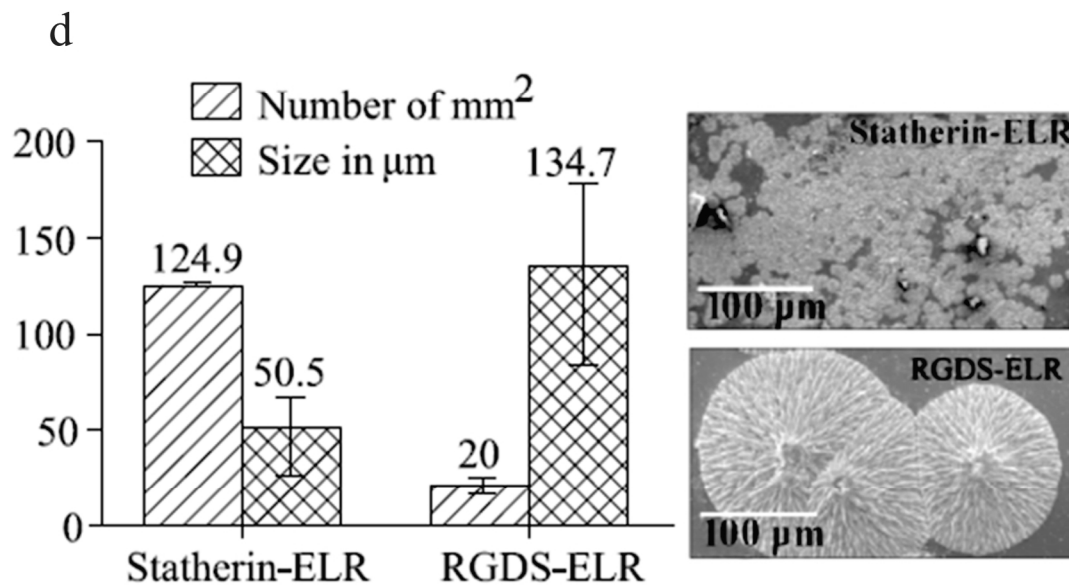 d
Number of mm²
Size in µm
200
150
100
50
0
124.9
50.5
20
134.7
Statherin-ELR
RGDS-ELR
Statherin-ELR
100 µm
RGDS-ELR
100 µm